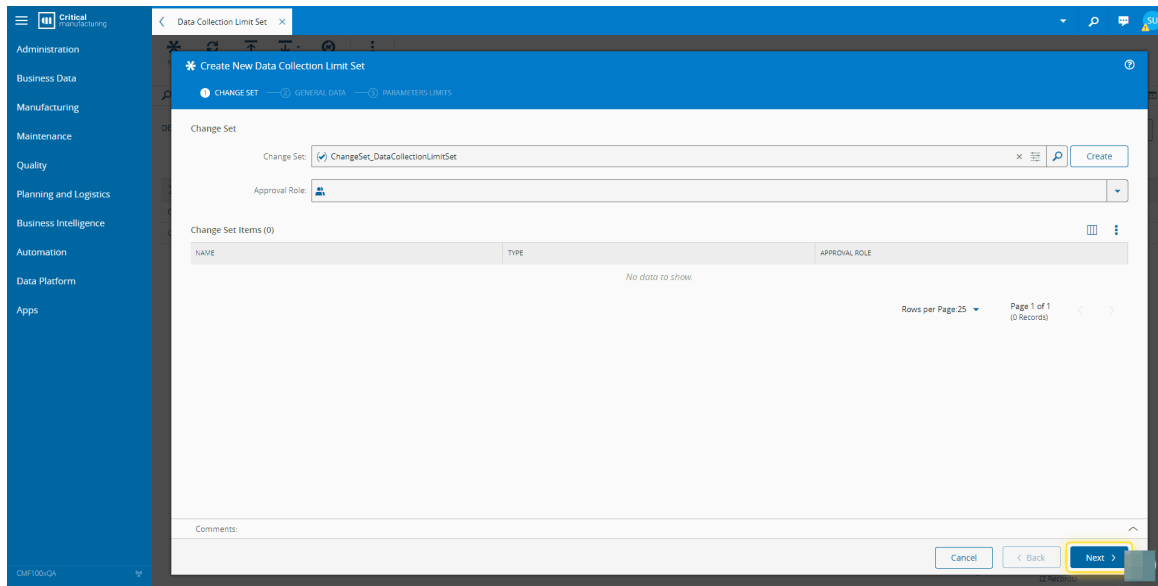 Critical
manufacturing
Data Collection Limit Set
SU
Administration
Business Data
Manufacturing
Maintenance
Quality
Planning and Logistics
Business Intelligence
Automation
Data Platform
Apps
CMF100xQA
Create New Data Collection Limit Set
1 CHANGE SET
2 GENERAL DATA
3 PARAMETERS LIMITS
Change Set
Change Set: ChangeSet_DataCollectionLimitSet
Create
Approval Role:
Change Set Items (0)
NAME TYPE APPROVAL ROLE
No data to show.
Rows per Page:25
Page 1 of 1
(0 Records)
Comments:
Cancel
Back
Next
(2 Records)